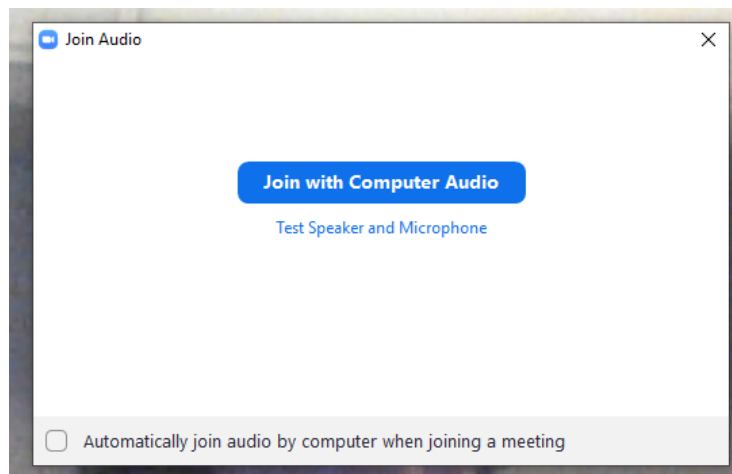 Join Audio
Join with Computer Audio
Test Speaker and Microphone
Automatically join audio by computer when joining a meeting